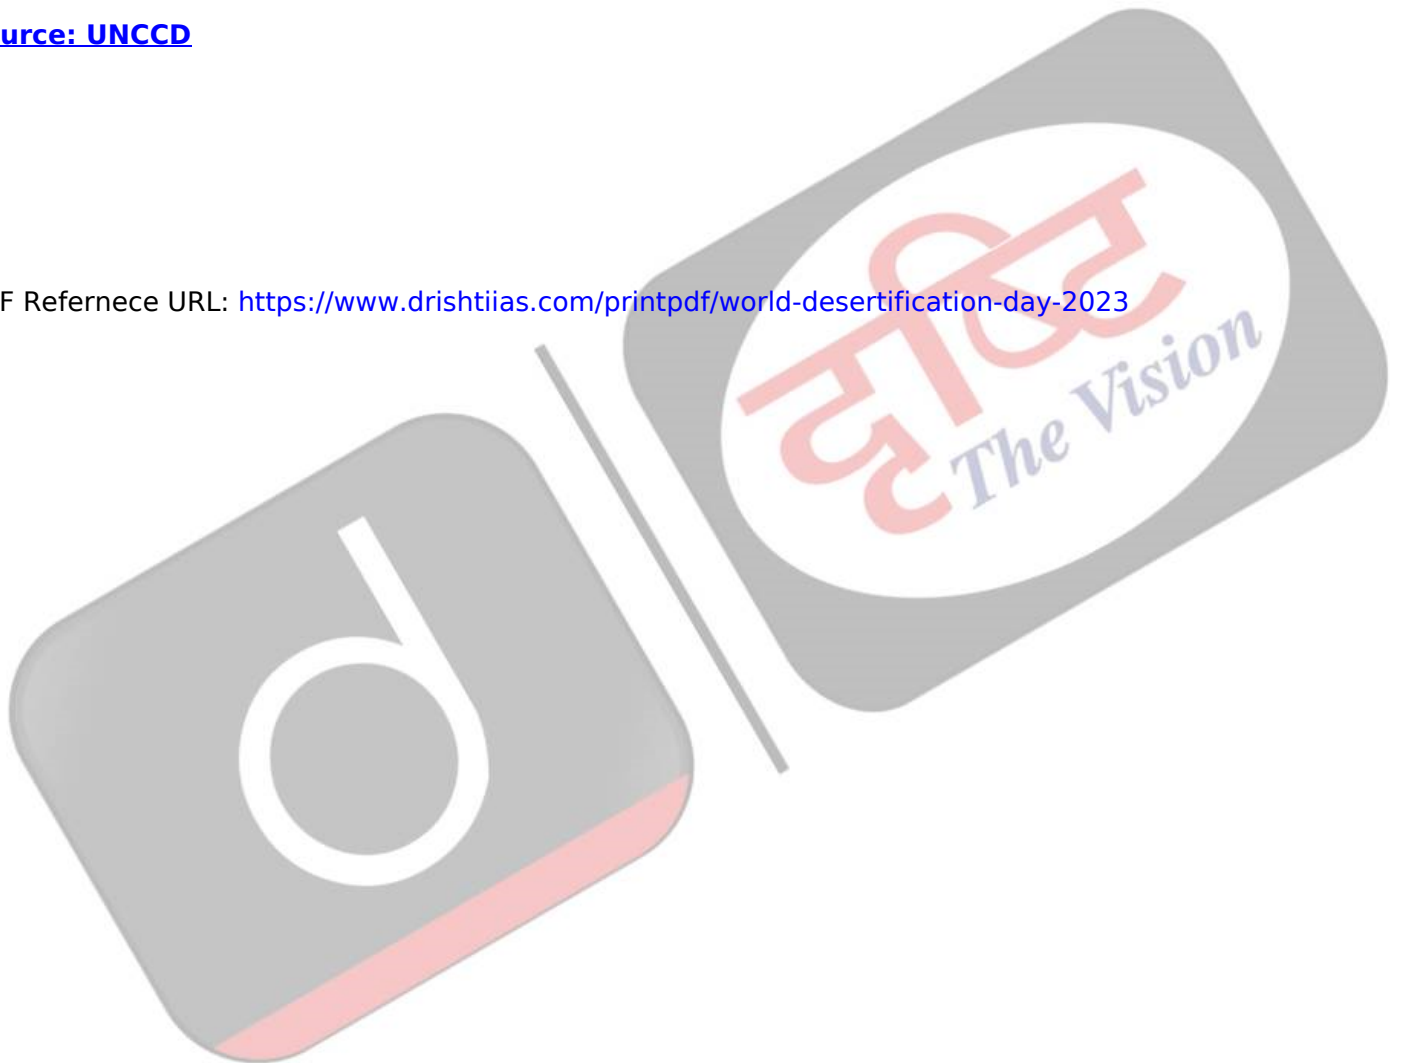 urce: UNCCD
F Refernece URL: https://www.drishtiias.com/printpdf/world-desertification-day-2023
दृष्टि
The Vision
d